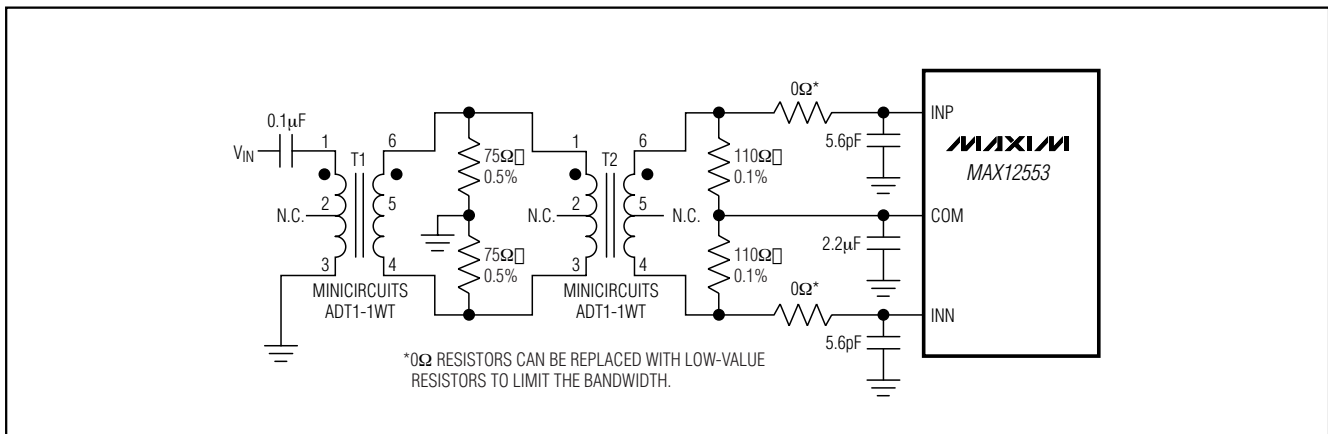 0.1μF
VIN
1
T1
6
2
5
N.C.
3
4
MINICIRCUITS
ADT1-1WT
75Ω
0.5%
75Ω
0.5%
1
T2
6
N.C.
2
5
N.C.
3
4
MINICIRCUITS
ADT1-1WT
110Ω
0.1%
110Ω
0.1%
0Ω*
5.6pF
0Ω*
5.6pF
2.2μF
INP
COM
INN
MAXIM
MAX12553
*0Ω RESISTORS CAN BE REPLACED WITH LOW-VALUE
RESISTORS TO LIMIT THE BANDWIDTH.